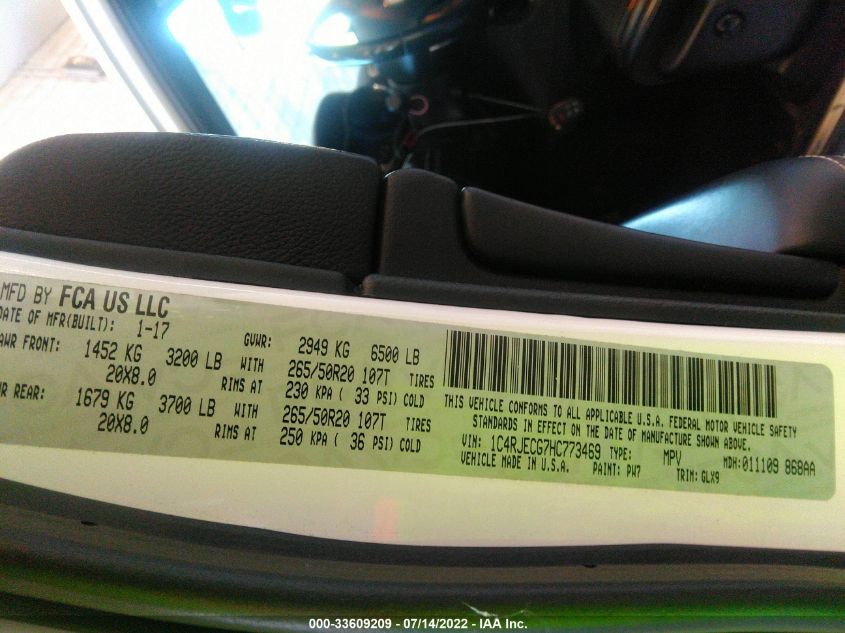 MFD BY FCA US LLC
DATE OF MFR(BUILT): 1-17 GVWR: 2949 KG 6500 LB
FRONT: 1452 KG 3200 LB WITH 265/50R20 107T TIRES
20X8.0 RIMS AT 230 KPA ( 33 PSI) COLD
REAR: 1679 KG 3700 LB WITH 265/50R20 107T TIRES
20X8.0 RIMS AT 250 KPA ( 36 PSI) COLD
THIS VEHICLE CONFORMS TO ALL APPLICABLE U.S.A. FEDERAL MOTOR VEHICLE SAFETY
STANDARDS IN EFFECT ON THE DATE OF MANUFACTURE SHOWN ABOVE.
VIN: 1C4RJECG7HC773469 TYPE: MPV MDH:011109 868AA
VEHICLE MADE IN U.S.A. PAINT: PW7 TRIM: GLX9
000-33609209 / 07/14/2022 - IAA Inc.